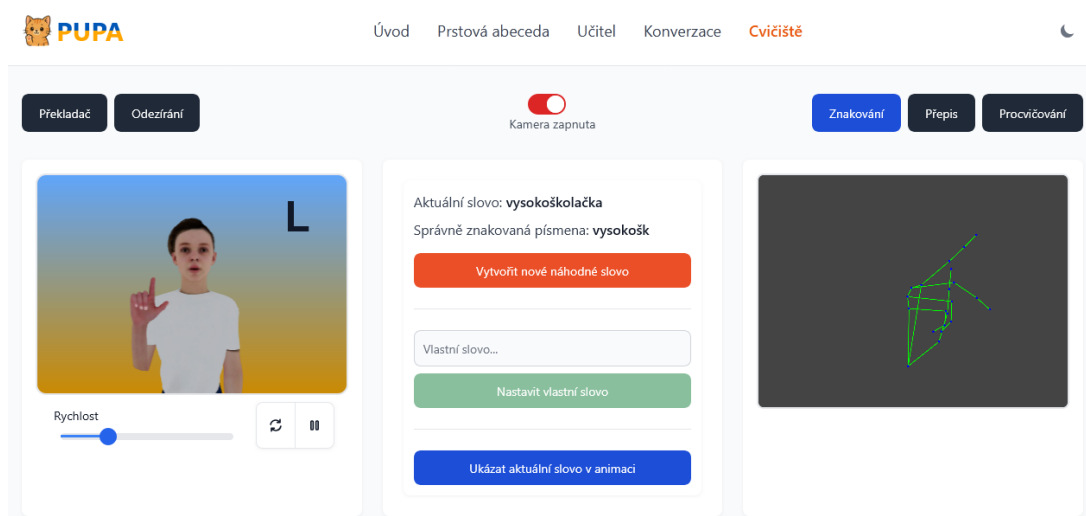 PUPA
Úvod Prstová abeceda Učitel Konverzace Cvičiště
Překladač Odezírání
Kamera zapnuta
Znakování Přepis Procvičování
L
Rychlost
Aktuální slovo: vysokoškolačka
Správně znakovaná písmena: vysokošk
Vytvořit nové náhodné slovo
Vlastní slovo...
Nastavit vlastní slovo
Ukázat aktuální slovo v animaci